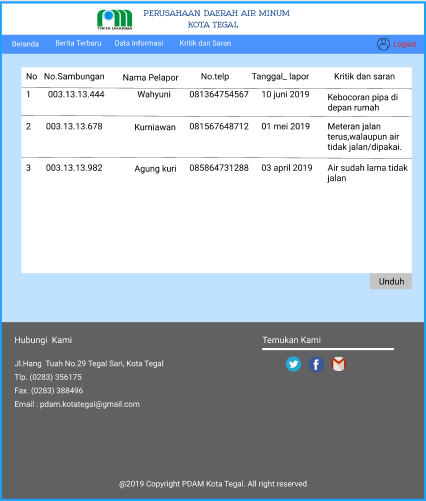 TIRTA DHARMA
PERUSAHAAN DAERAH AIR MINUM
KOTA TEGAL
Beranda Berita Terbaru Data Informasi Kritik dan Saran Logout
No No.Sambungan Nama Pelapor No.telp Tanggal_ lapor Kritik dan saran
1 003.13.13.444 Wahyuni 081364754567 10 juni 2019 Kebocoran pipa di
depan rumah
2 003.13.13.678 Kurniawan 081567648712 01 mei 2019 Meteran jalan
terus,walaupun air
tidak jalan/dipakai.
3 003.13.13.982 Agung kuri 085864731288 03 april 2019 Air sudah lama tidak
jalan
Unduh
Hubungi Kami
Temukan Kami
Jl.Hang Tuah No.29 Tegal Sari, Kota Tegal
Tlp. (0283) 356175
Fax. (0283) 388496
Email : pdam.kotategal@gmail.com
@2019 Copyright PDAM Kota Tegal. All right reserved